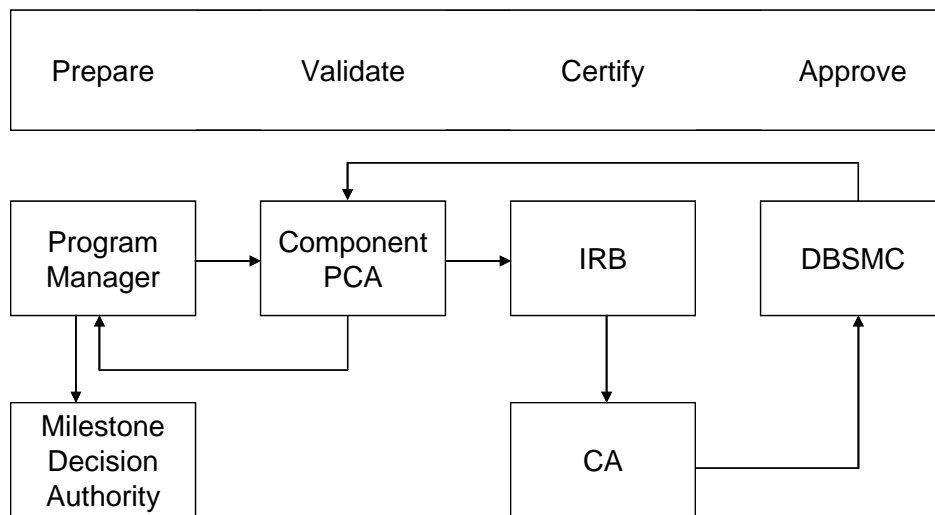 Prepare Validate Certify Approve
Program
Manager
Component
PCA
IRB
DBSMC
Milestone
Decision
Authority
CA